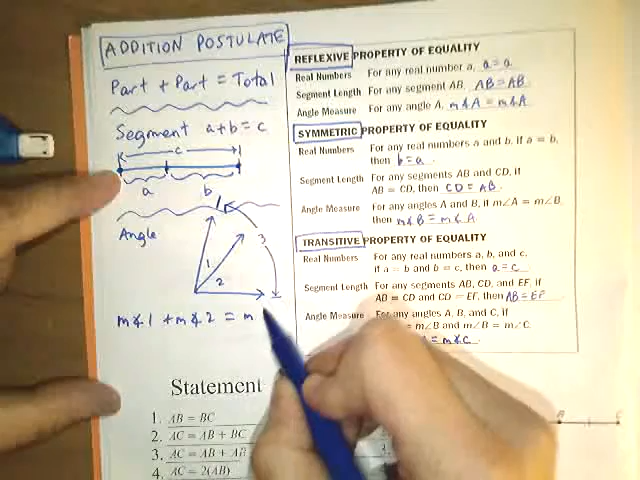 ADDITION POSTULATE
Part + Part = Total
Segment a+b=c
c
a b
Angle
1
2
3
m∡1 + m∡2 = m
REFLEXIVE PROPERTY OF EQUALITY
Real Numbers For any real number a, a=a
Segment Length For any segment AB, AB=AB
Angle Measure For any angle A, m∡A = m∡A
SYMMETRIC PROPERTY OF EQUALITY
Real Numbers For any real numbers a and b. If a = b,
then b=a
Segment Length For any segments AB and CD, if
AB = CD, then CD=AB
Angle Measure For any angles A and B, if m∠A = m∠B,
then m∡B=m∡A
TRANSITIVE PROPERTY OF EQUALITY
Real Numbers For any real numbers a, b, and c,
if a = b and b = c, then a=c
Segment Length For any segments AB, CD, and EF, if
AB = CD and CD = EF, then AB=EF
Angle Measure For any angles A, B, and C, if
= m∠B and m∠B = m∠C.
= m∡C
Statement
1. AB = BC
2. AC = AB + BC
3. AC = AB + AB
4. AC = 2(AB)